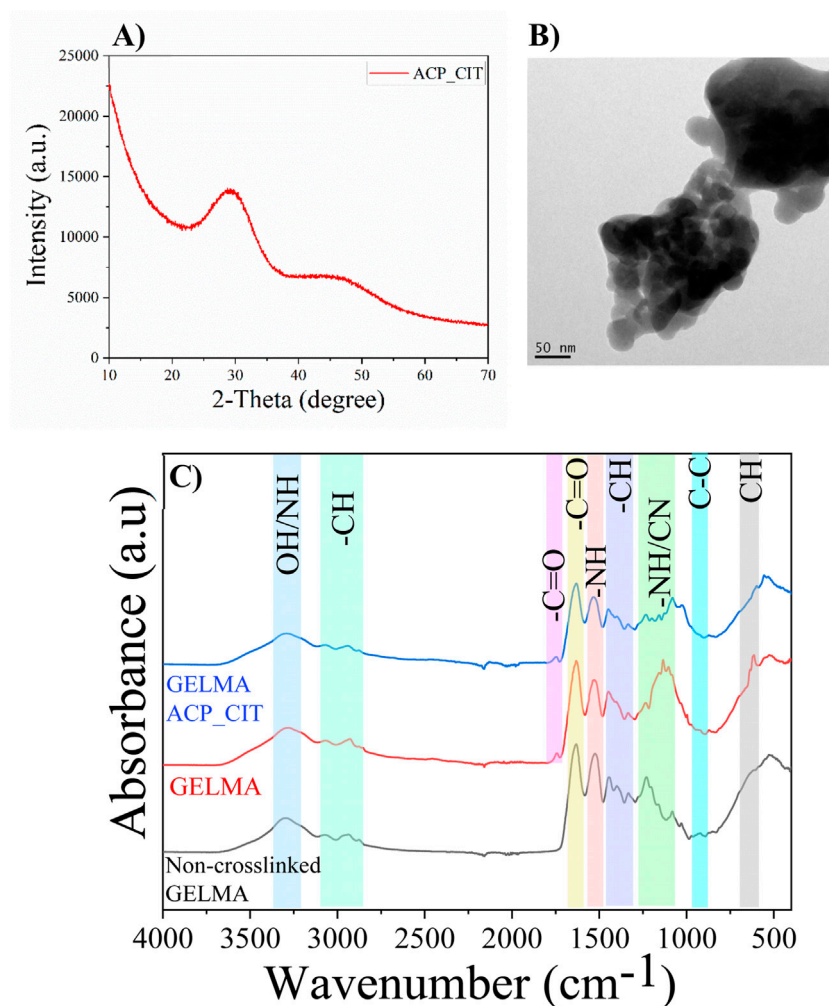 A)
ACP_CIT
25000
20000
15000
10000
5000
0
Intensity (a.u.)
10 20 30 40 50 60 70
2-Theta (degree)
B)
50 nm
C)
OH/NH
-CH
-C=O
-C=O
-NH
-CH
-NH/CN
C-C
CH
GELMA
ACP_CIT
GELMA
Non-crosslinked
GELMA
Absorbance (a.u)
4000 3500 3000 2500 2000 1500 1000 500
Wavenumber (cm-1)